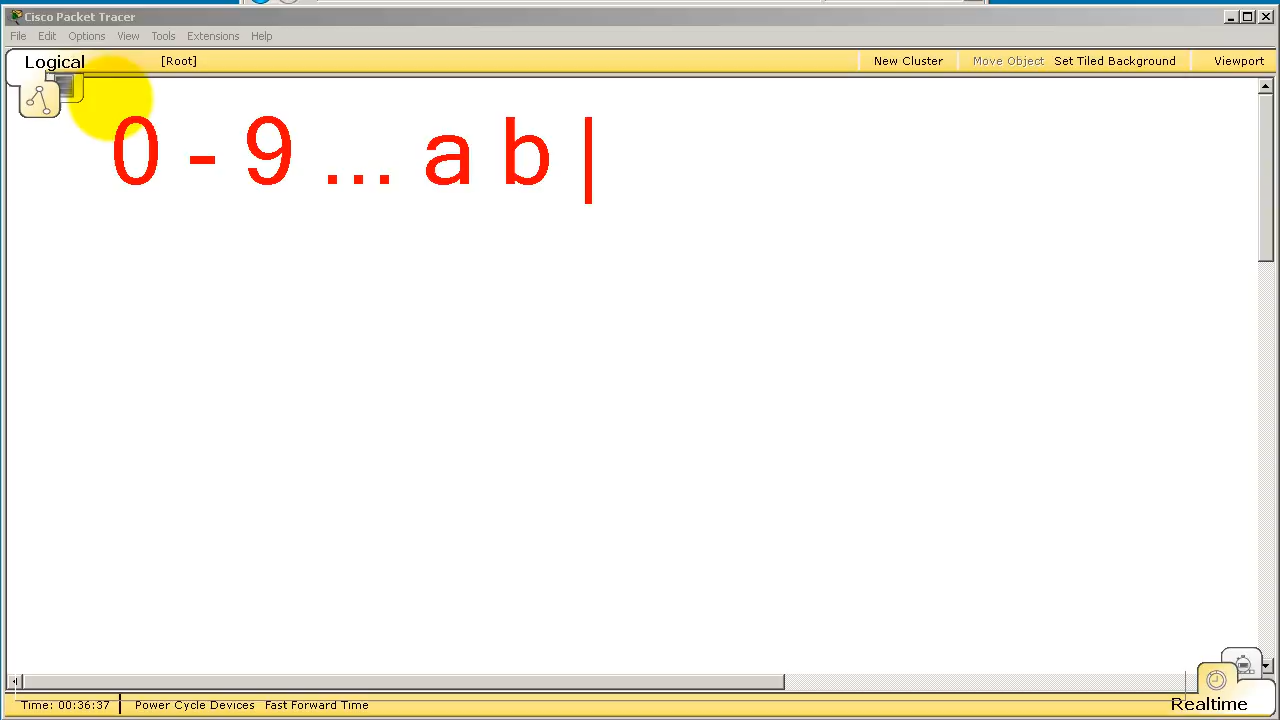 Cisco Packet Tracer
File Edit Options View Tools Extensions Help
Logical [Root] New Cluster Move Object Set Tiled Background Viewport
0 - 9 ... a b |
Time: 00:36:37 Power Cycle Devices Fast Forward Time Realtime